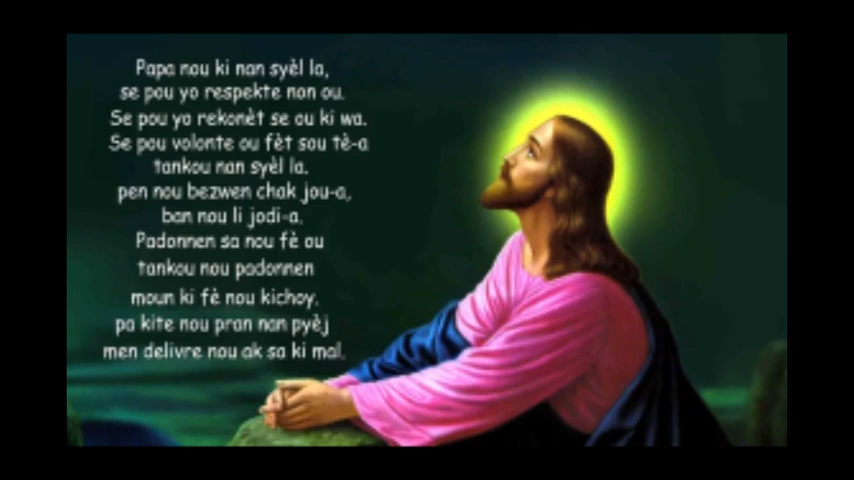 Papa nou ki nan syèl la,
se pou yo respekte non ou.
Se pou yo rekonèt se ou ki wa.
Se pou volonte ou fèt sou tè-a
tankou nan syèl la.
pen nou bezwen chak jou-a,
ban nou li jodi-a.
Padonnen sa nou fè ou
tankou nou padonnen
moun ki fè nou kichoy.
pa kite nou pran nan pyèj
men delivre nou ak sa ki mal.